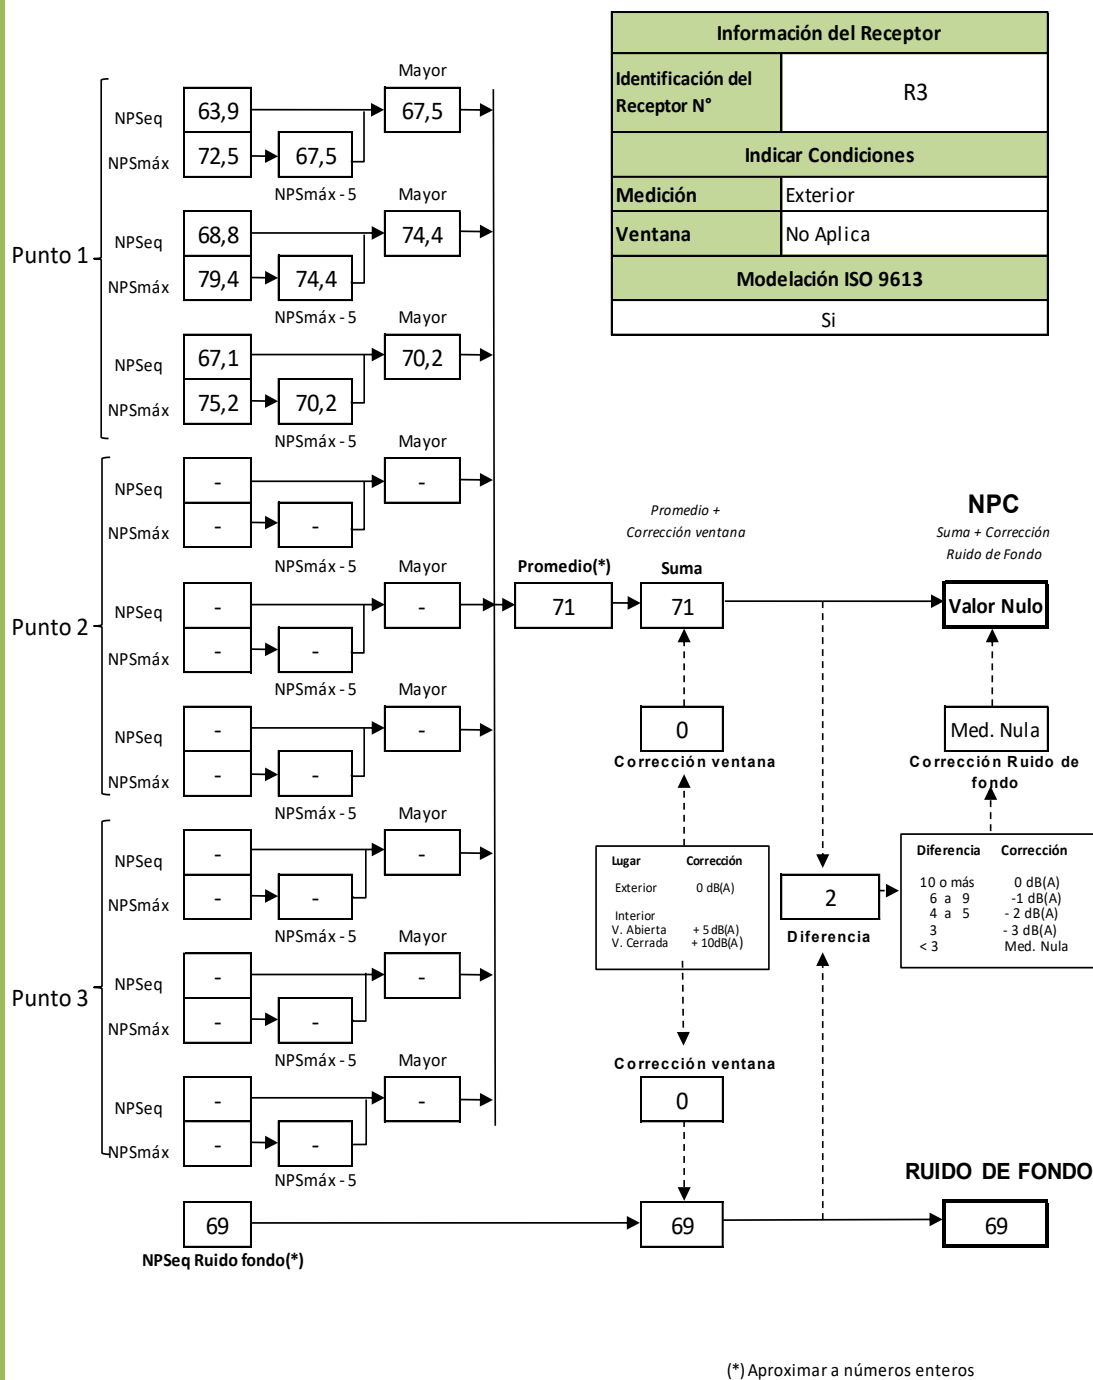 Información del Receptor
Identificación del
Receptor N°
R3
Indicar Condiciones
Medición
Exterior
Ventana
No Aplica
Modelación ISO 9613
Si
Punto 1
Mayor
NPSeq
63,9
67,5
NPSmáx
72,5
67,5
NPSmáx - 5
Mayor
NPSeq
68,8
74,4
NPSmáx
79,4
74,4
NPSmáx - 5
Mayor
NPSeq
67,1
70,2
NPSmáx
75,2
70,2
NPSmáx - 5
Punto 2
Mayor
NPSeq
-
-
NPSmáx
-
-
NPSmáx - 5
Mayor
NPSeq
-
-
NPSmáx
-
-
NPSmáx - 5
Mayor
NPSeq
-
-
NPSmáx
-
-
NPSmáx - 5
Punto 3
Mayor
NPSeq
-
-
NPSmáx
-
-
NPSmáx - 5
Mayor
NPSeq
-
-
NPSmáx
-
-
NPSmáx - 5
Mayor
NPSeq
-
-
NPSmáx
-
-
NPSmáx - 5
Promedio(*)
71
Promedio +
Corrección ventana
Suma
71
NPC
Suma + Corrección
Ruido de Fondo
Valor Nulo
0
Corrección ventana
Med. Nula
Corrección Ruido de
fondo
Lugar Corrección
Exterior 0 dB(A)
Interior
V. Abierta + 5 dB(A)
V. Cerrada + 10dB(A)
2
Diferencia
Diferencia Corrección
10 o más 0 dB(A)
6 a 9 -1 dB(A)
4 a 5 - 2 dB(A)
3 - 3 dB(A)
< 3 Med. Nula
Corrección ventana
0
RUIDO DE FONDO
69
69
69
NPSeq Ruido fondo(*)
(*) Aproximar a números enteros